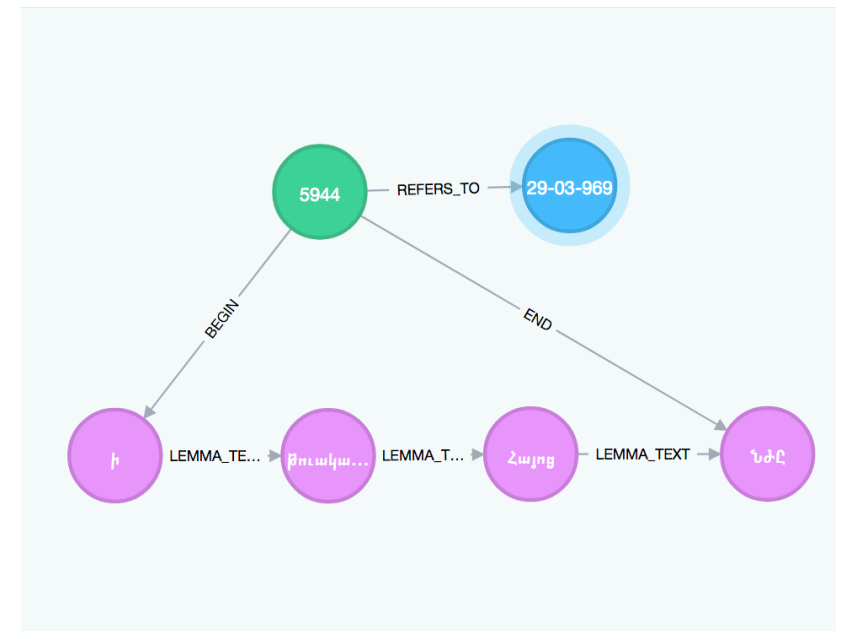 5944
REFERS_TO
29-03-969
BEGIN
END
ի
LEMMA_TE...
թուակա...
LEMMA_T...
Հայոց
LEMMA_TEXT
ՆԺԸ